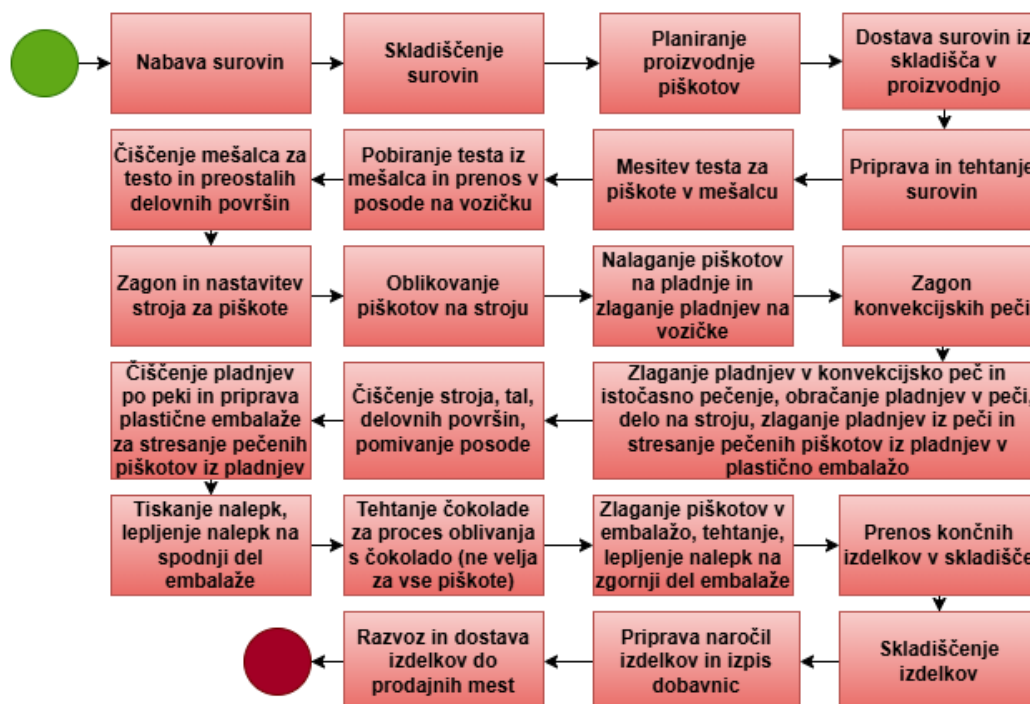 Nabava surovin
Skladiščenje
surovin
Planiranje
proizvodnje
piškotov
Dostava surovin iz
skladišča v
proizvodnjo
Priprava in tehtanje
surovin
Mesitev testa za
piškote v mešalcu
Pobiranje testa iz
mešalca in prenos v
posode na vozičku
Čiščenje mešalca za
testo in preostalih
delovnih površin
Zagon in nastavitev
stroja za piškote
Oblikovanje
piškotov na stroju
Nalaganje piškotov
na pladnje in
zlaganje pladnjev na
vozičke
Zagon
konvekcijskih peči
Zlaganje pladnjev v konvekcijsko peč in
istočasno pečenje, obračanje pladnjev v peči,
delo na stroju, zlaganje pladnjev iz peči in
stresanje pečenih piškotov iz pladnjev v
plastično embalažo
Čiščenje stroja, tal,
delovnih površin,
pomivanje posode
Čiščenje pladnjev
po peki in priprava
plastične embalaže
za stresanje pečenih
piškotov iz pladnjev
Tiskanje nalepk,
lepljenje nalepk na
spodnji del
embalaže
Tehtanje čokolade
za proces oblivanja
s čokolado (ne velja
za vse piškote)
Zlaganje piškotov v
embalažo, tehtanje,
lepljenje nalepk na
zgornji del embalaže
Prenos končnih
izdelkov v skladišče
Skladiščenje
izdelkov
Priprava naročil
izdelkov in izpis
dobavnic
Razvoz in dostava
izdelkov do
prodajnih mest